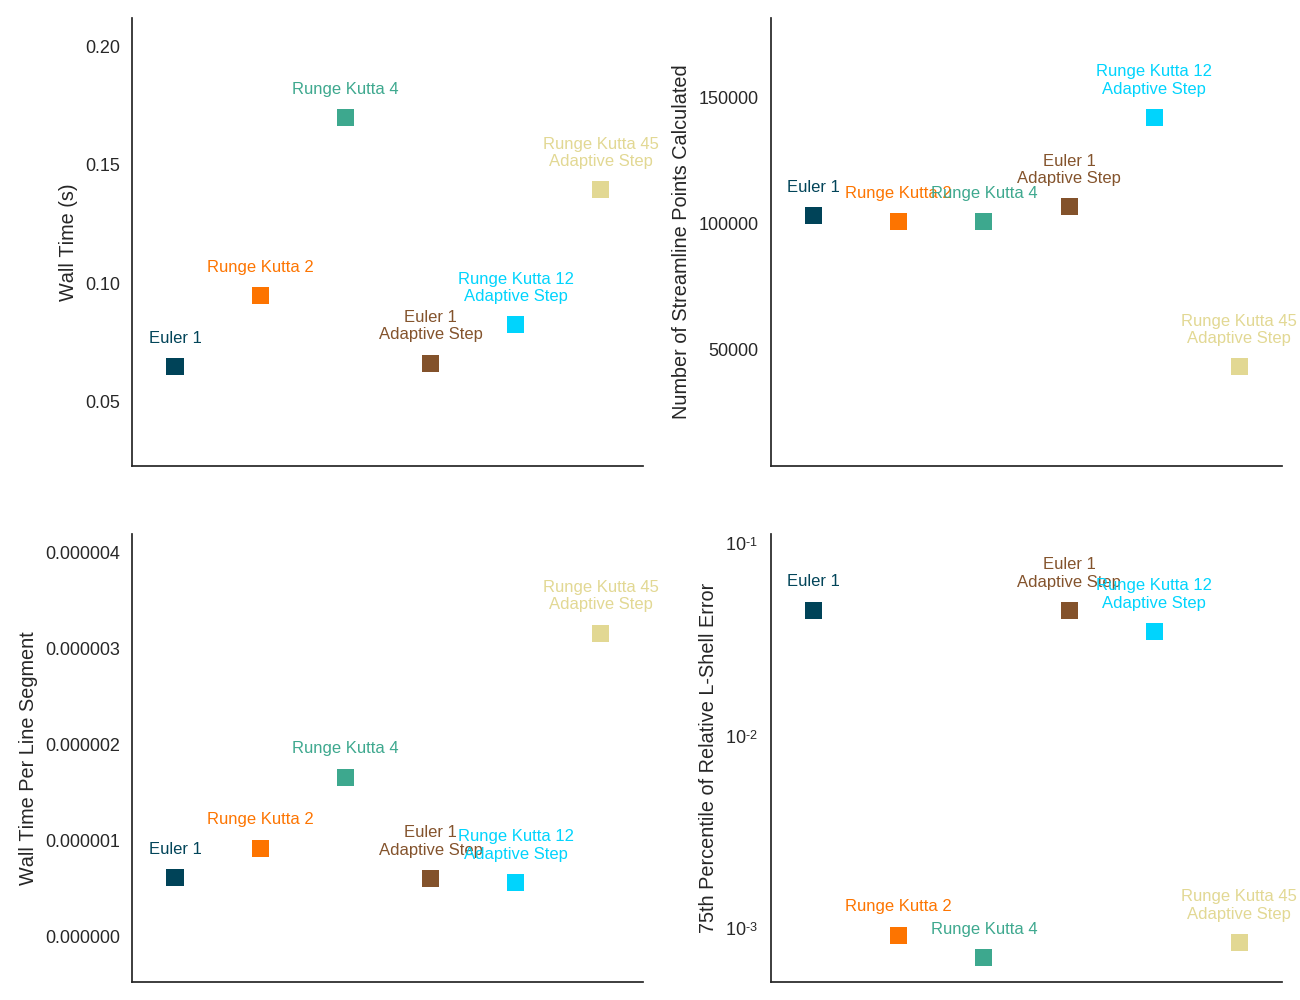 0.20
0.15
0.10
0.05
Wall Time (s)
Euler 1
Runge Kutta 2
Runge Kutta 4
Euler 1
Adaptive Step
Runge Kutta 12
Adaptive Step
Runge Kutta 45
Adaptive Step
150000
100000
50000
Number of Streamline Points Calculated
Euler 1
Runge Kutta 2
Runge Kutta 4
Euler 1
Adaptive Step
Runge Kutta 12
Adaptive Step
Runge Kutta 45
Adaptive Step
0.000004
0.000003
0.000002
0.000001
0.000000
Wall Time Per Line Segment
Euler 1
Runge Kutta 2
Runge Kutta 4
Euler 1
Adaptive Step
Runge Kutta 12
Adaptive Step
Runge Kutta 45
Adaptive Step
10-1
10-2
10-3
75th Percentile of Relative L-Shell Error
Euler 1
Runge Kutta 2
Runge Kutta 4
Euler 1
Adaptive Step
Runge Kutta 12
Adaptive Step
Runge Kutta 45
Adaptive Step